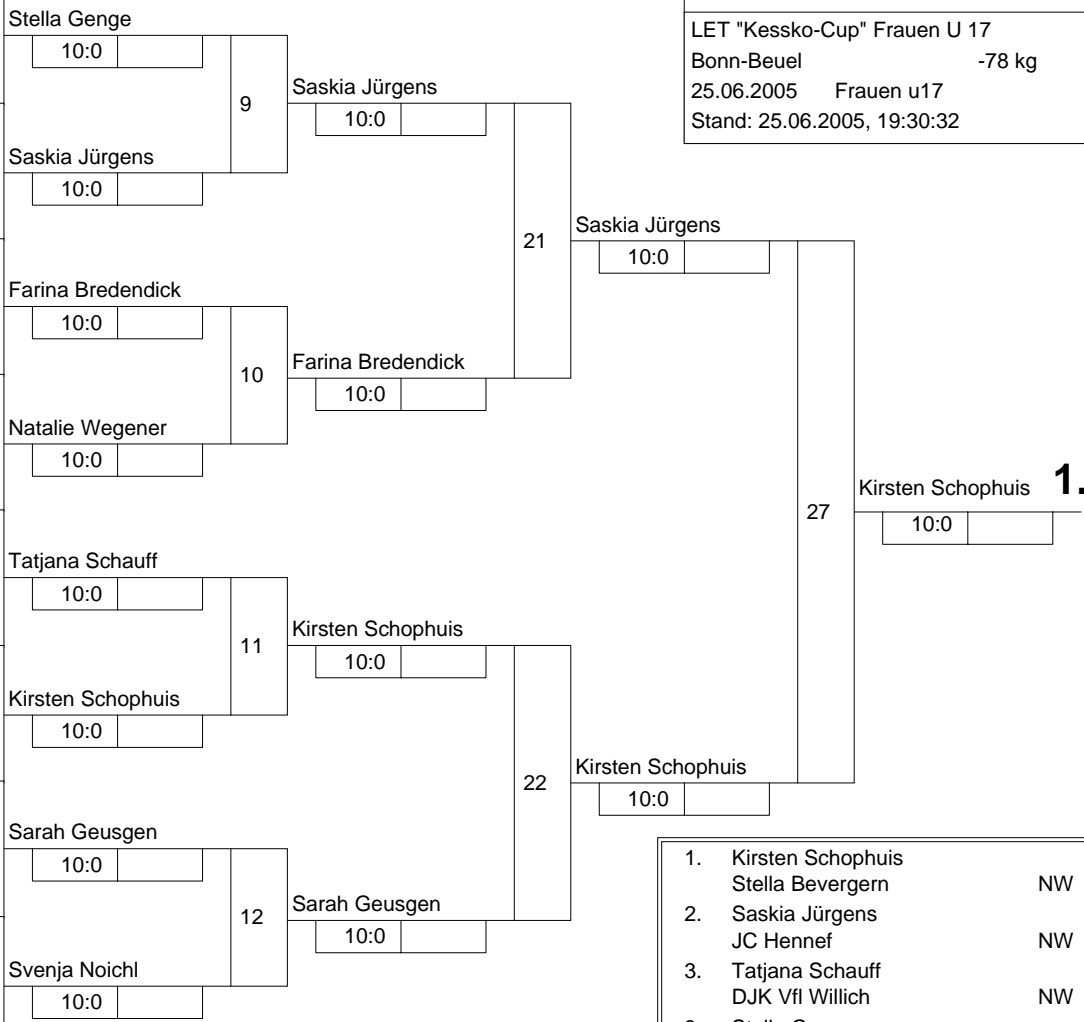 Stella Genge
10:0
9
Saskia Jürgens
10:0
Saskia Jürgens
10:0
LET "Kessko-Cup" Frauen U 17
Bonn-Beuel -78 kg
25.06.2005 Frauen u17
Stand: 25.06.2005, 19:30:32
21
Saskia Jürgens
10:0
Farina Bredendick
10:0
10
Farina Bredendick
10:0
Natalie Wegener
10:0
27
Kirsten Schophuis 1.
10:0
Tatjana Schauff
10:0
11
Kirsten Schophuis
10:0
Kirsten Schophuis
10:0
22
Kirsten Schophuis
10:0
Sarah Geusgen
10:0
12
Sarah Geusgen
10:0
Svenja Noichl
10:0
1. Kirsten Schophuis
Stella Bevergern NW
2. Saskia Jürgens
JC Hennef NW
3. Tatjana Schauff
DJK Vfl Willich NW